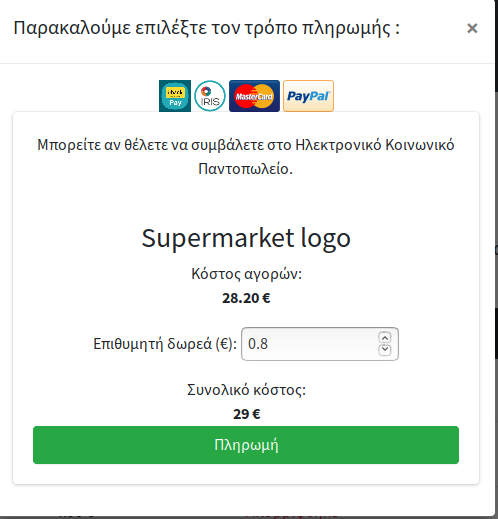 Παρακαλούμε επιλέξτε τον τρόπο πληρωμής :
×
check Pay
IRIS
MasterCard
PayPal
Μπορείτε αν θέλετε να συμβάλετε στο Ηλεκτρονικό Κοινωνικό
Παντοπωλείο.
Supermarket logo
Κόστος αγορών:
28.20 €
Επιθυμητή δωρεά (€): 0.8
Συνολικό κόστος:
29 €
Πληρωμή